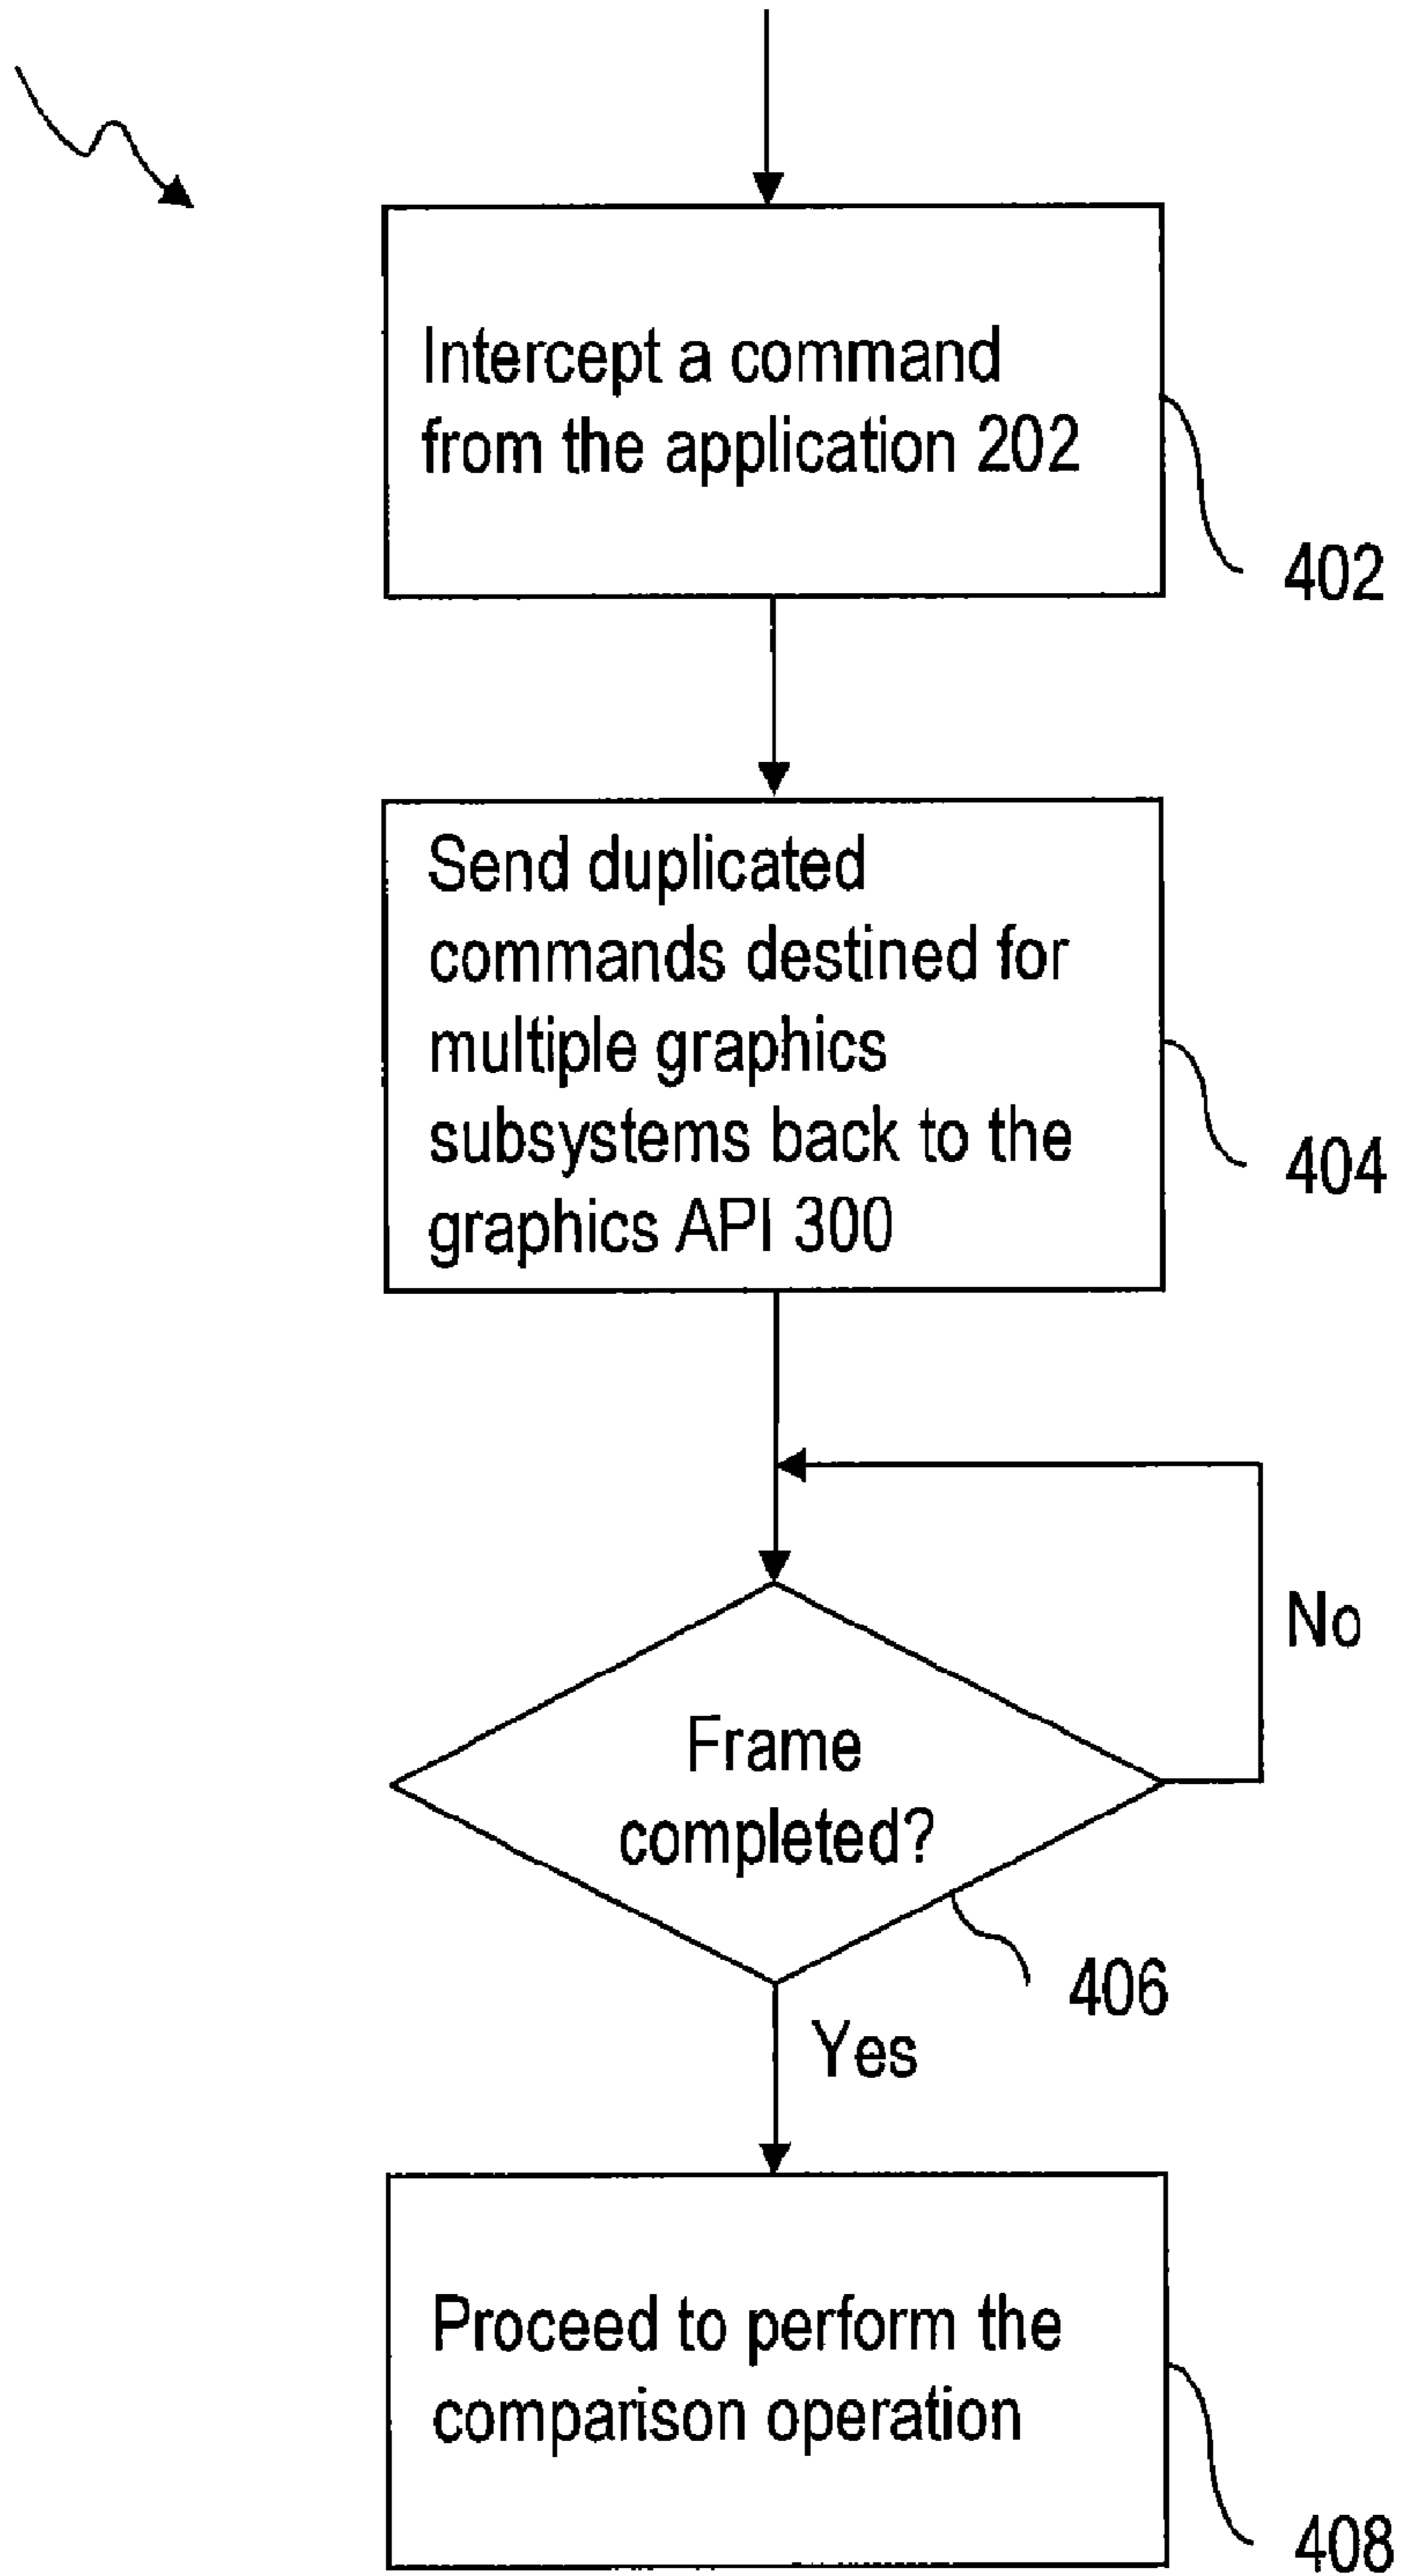 Intercept a command
from the application 202
402
Send duplicated
commands destined for
multiple graphics
subsystems back to the
graphics API 300
404
No
Frame
completed?
406
Yes
Proceed to perform the
comparison operation
408